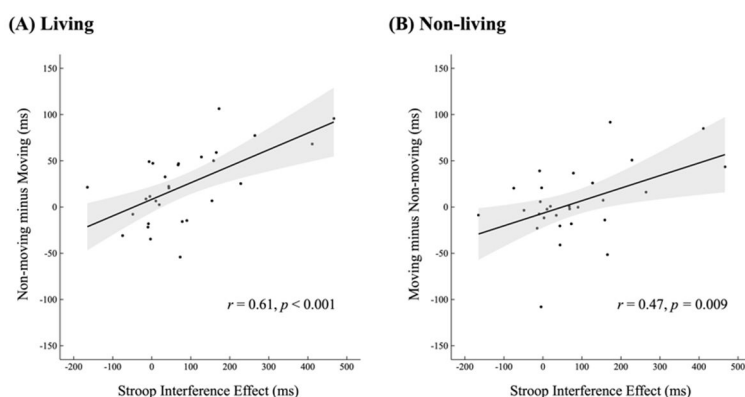 (A) Living
Non-moving minus Moving (ms)
150
100
50
0
-50
-100
-150
r = 0.61, p < 0.001
-200 -100 0 100 200 300 400 500
Stroop Interference Effect (ms)
(B) Non-living
Moving minus Non-moving (ms)
150
100
50
0
-50
-100
-150
r = 0.47, p = 0.009
-200 -100 0 100 200 300 400 500
Stroop Interference Effect (ms)